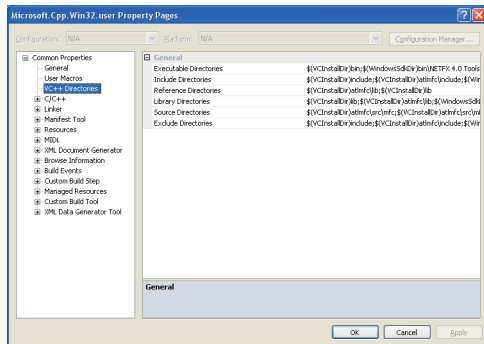 Microsoft.Cpp.Win32.user Property Pages
Configuration: N/A Platform: N/A Configuration Manager...
Common Properties
General
User Macros
VC++ Directories
C/C++
Linker
Manifest Tool
Resources
MIDL
XML Document Generator
Browse Information
Build Events
Custom Build Step
Managed Resources
Custom Build Tool
XML Data Generator Tool
General
Executable Directories $(VCInstallDir)bin;$(WindowsSdkDir)bin\NETFX 4.0 Tools
Include Directories $(VCInstallDir)include;$(VCInstallDir)atlmfc\include;$(Win
Reference Directories $(VCInstallDir)atlmfc\lib;$(VCInstallDir)lib
Library Directories $(VCInstallDir)lib;$(VCInstallDir)atlmfc\lib;$(WindowsSdkI
Source Directories $(VCInstallDir)atlmfc\src\mfc;$(VCInstallDir)atlmfc\src\mf
Exclude Directories $(VCInstallDir)include;$(VCInstallDir)atlmfc\include;$(Win
General
OK Cancel Apply